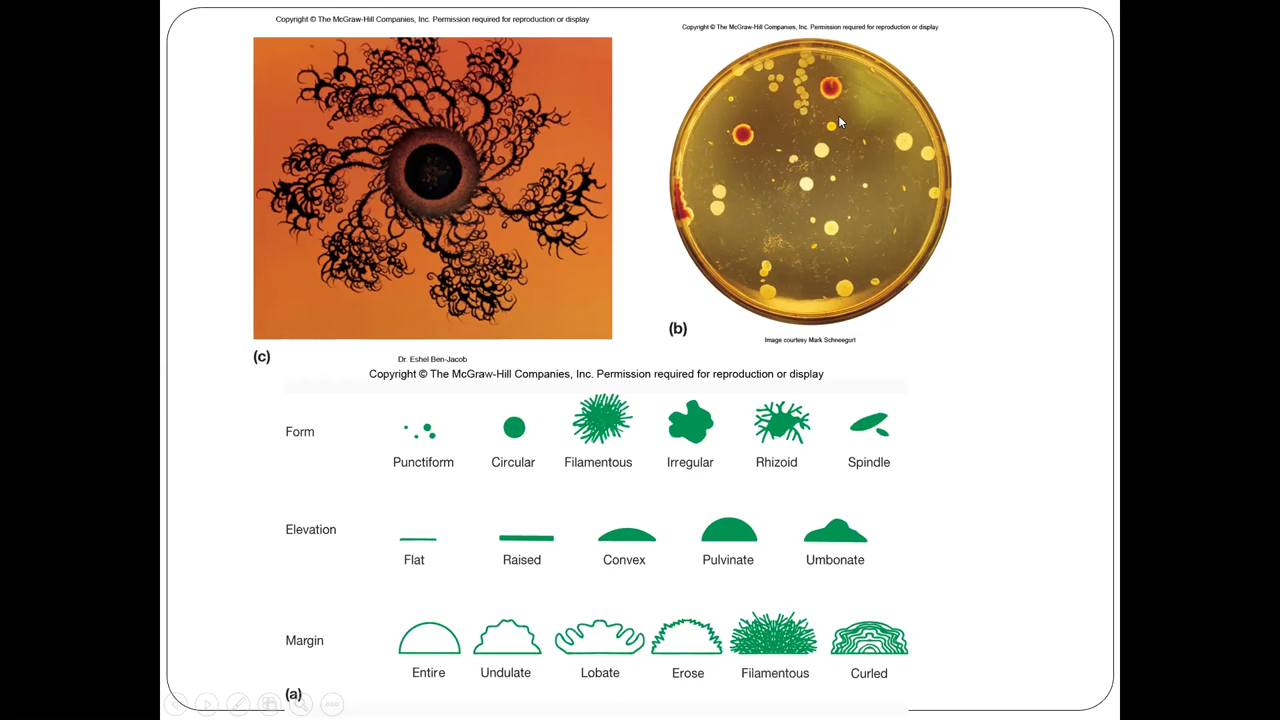 Copyright © The McGraw-Hill Companies, Inc. Permission required for reproduction or display
Copyright © The McGraw-Hill Companies, Inc. Permission required for reproduction or display
(b)
Image courtesy Mark Schneegurt
(c)
Dr. Eshel Ben-Jacob
Copyright © The McGraw-Hill Companies, Inc. Permission required for reproduction or display
Form
Punctiform Circular Filamentous Irregular Rhizoid Spindle
Elevation
Flat Raised Convex Pulvinate Umbonate
Margin
Entire Undulate Lobate Erose Filamentous Curled
(a)